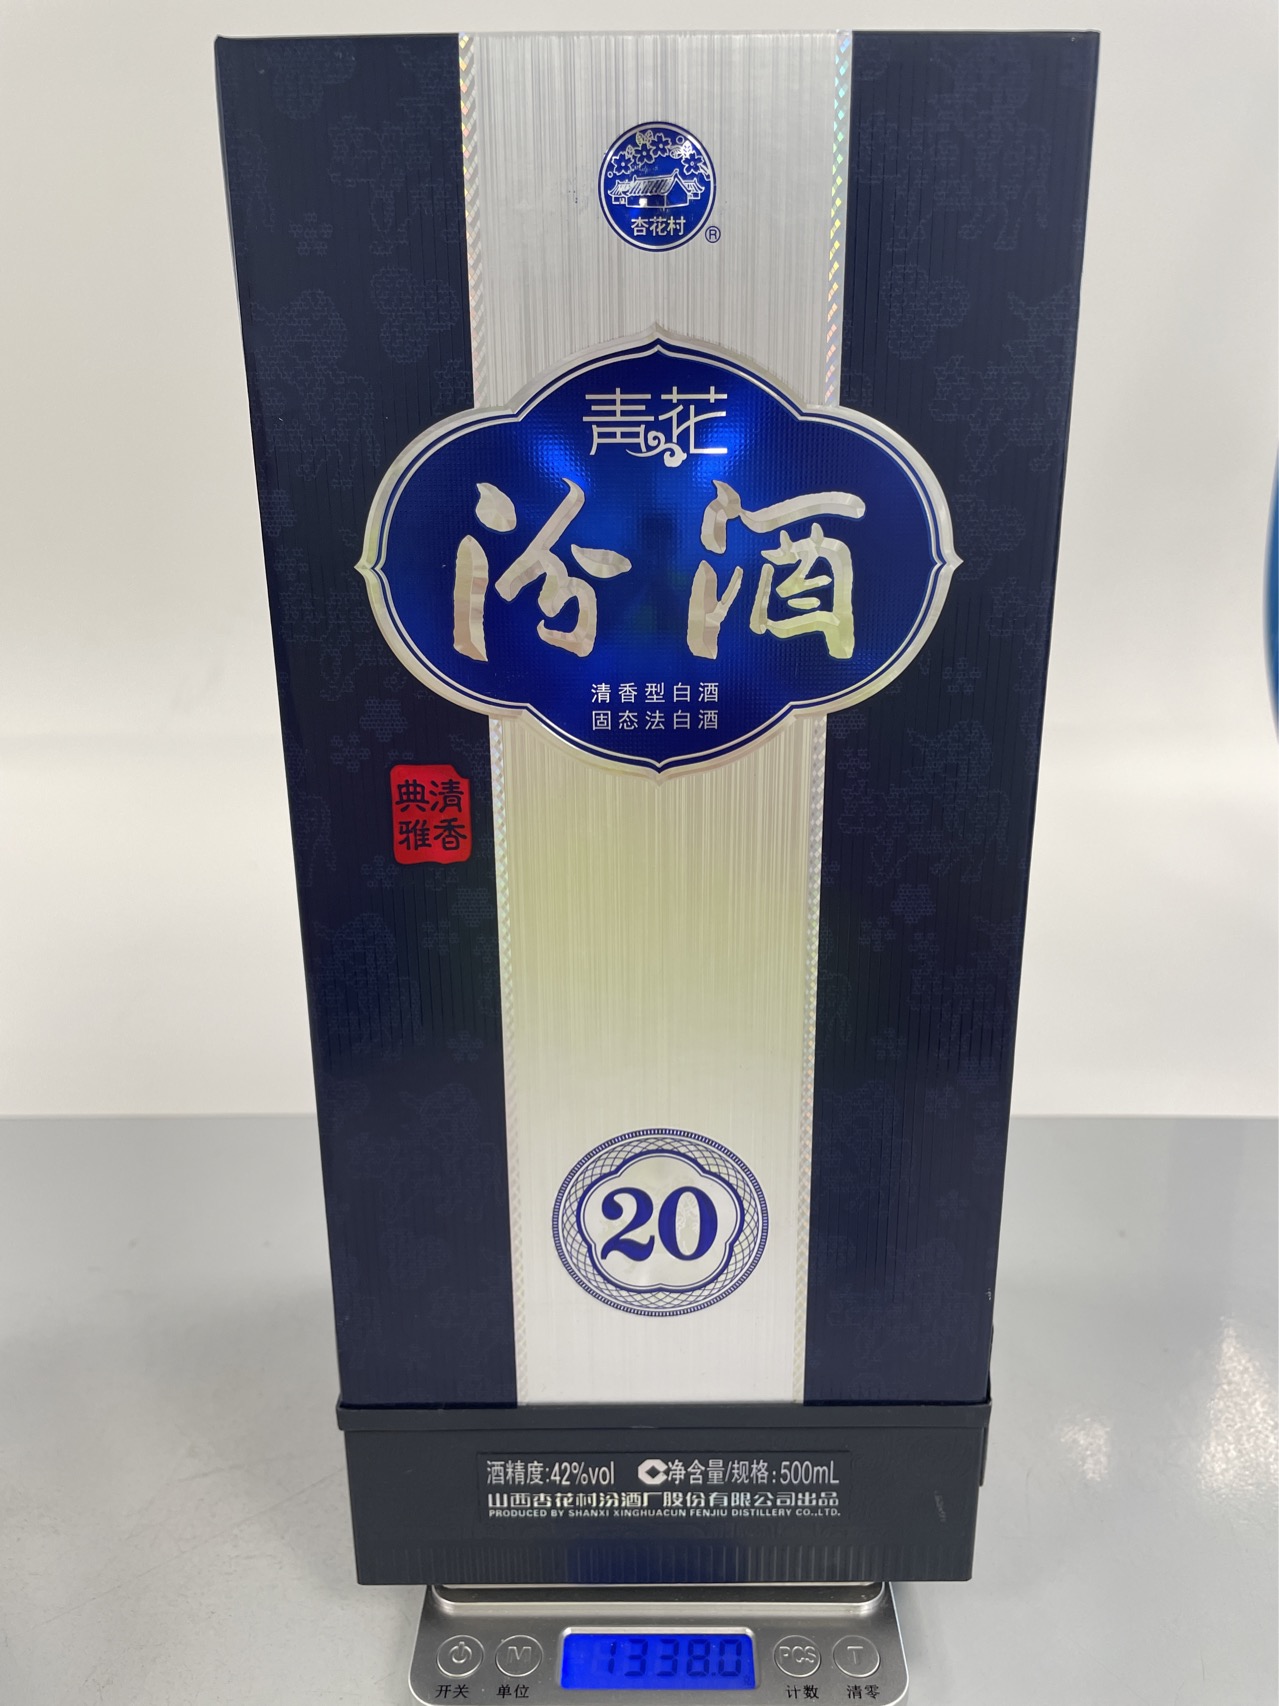 杏花村
®
青花
汾酒
清香型白酒
固态法白酒
清香
典雅
20
酒精度:42%vol 净含量/规格:500mL
山西杏花村汾酒厂股份有限公司出品
PRODUCED BY SHANXI XINGHUACUN FENJIU DISTILLERY CO.,LTD.
M 1338.0 PCS T
开关 单位 计数 清零